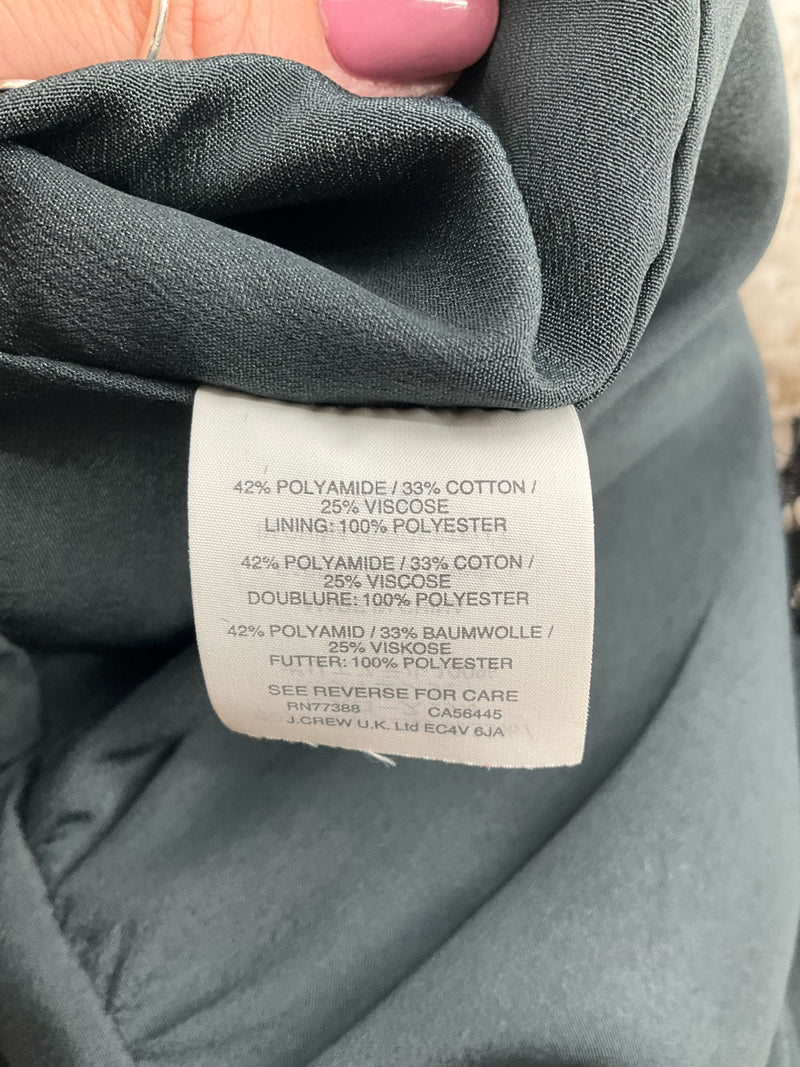 42% POLYAMIDE / 33% COTTON /
25% VISCOSE
LINING: 100% POLYESTER
42% POLYAMIDE / 33% COTON /
25% VISCOSE
DOUBLURE: 100% POLYESTER
42% POLYAMID / 33% BAUMWOLLE /
25% VISKOSE
FUTTER: 100% POLYESTER
SEE REVERSE FOR CARE
RN77388 CA56445
J.CREW U.K. Ltd EC4V 6JA